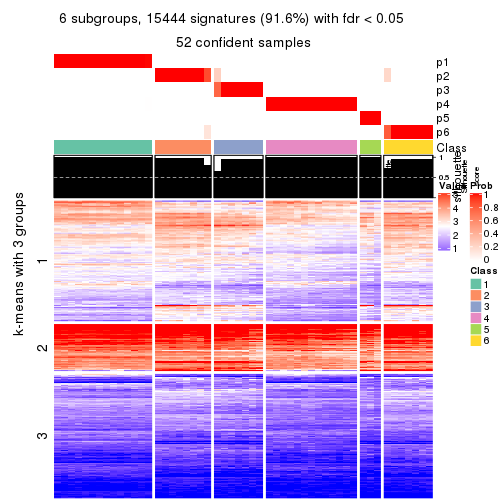 6 subgroups, 15444 signatures (91.6%) with fdr < 0.05
52 confident samples
p1
p2
p3
p4
p5
p6
Class
1
0.5
Silhouette
score
k-means with 3 groups
1
2
3
Value
4
3
2
1
Prob
1
0.8
0.6
0.4
0.2
0
Class
1
2
3
4
5
6